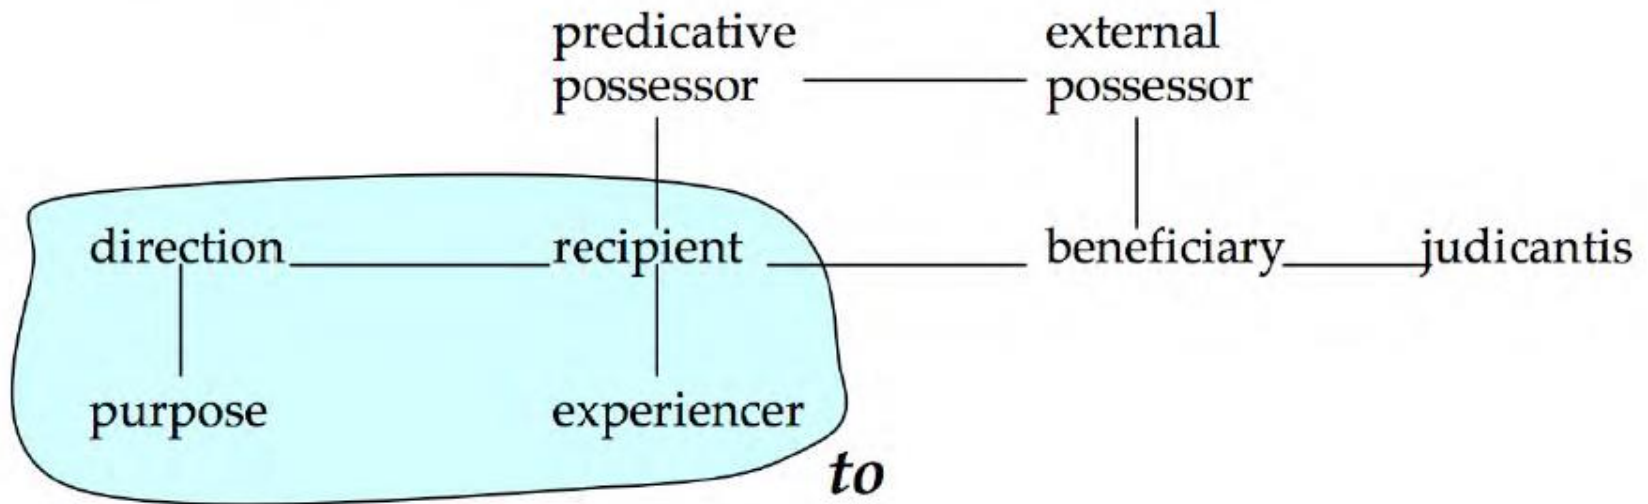 predicative external
possessor possessor
direction recipient beneficiary judicantis
purpose experiencer
to